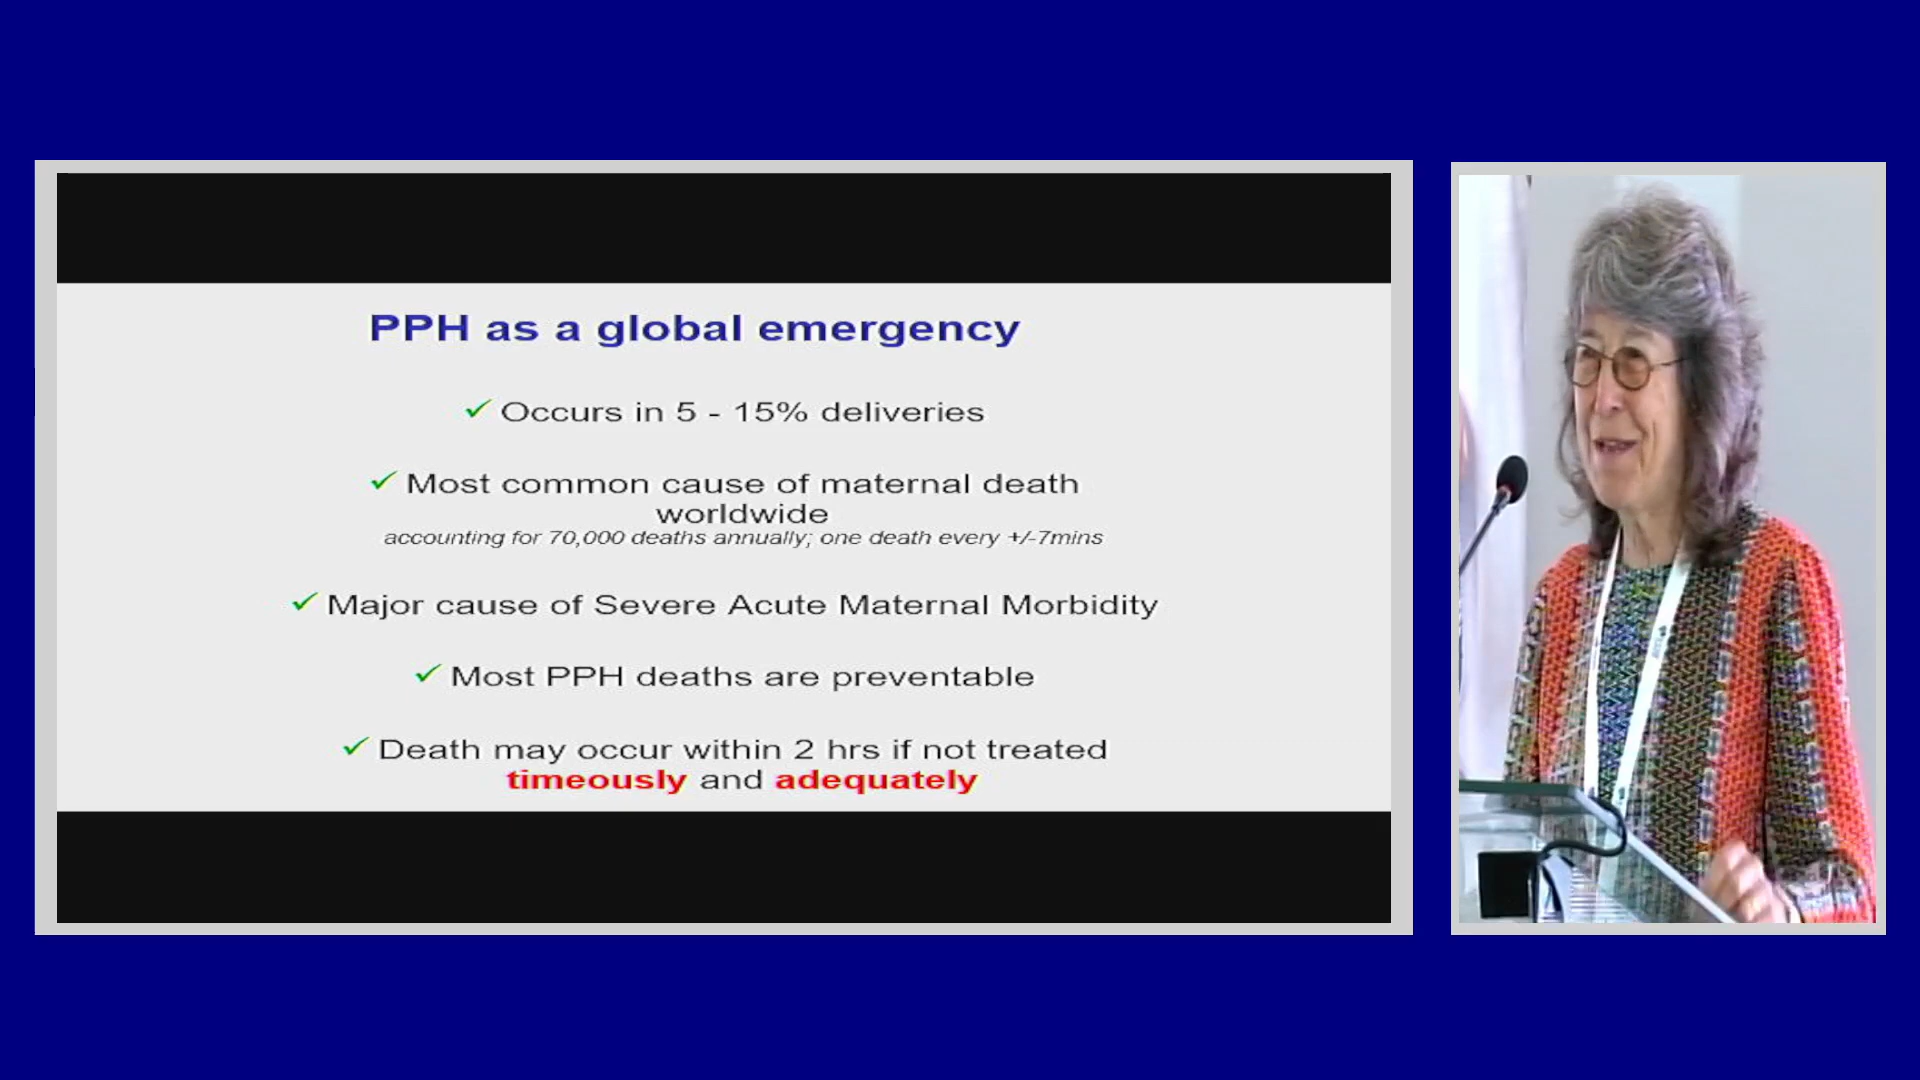 PPH as a global emergency
✓ Occurs in 5 - 15% deliveries
✓ Most common cause of maternal death
worldwide
accounting for 70,000 deaths annually; one death every +/-7mins
✓ Major cause of Severe Acute Maternal Morbidity
✓ Most PPH deaths are preventable
✓ Death may occur within 2 hrs if not treated
timeously and adequately